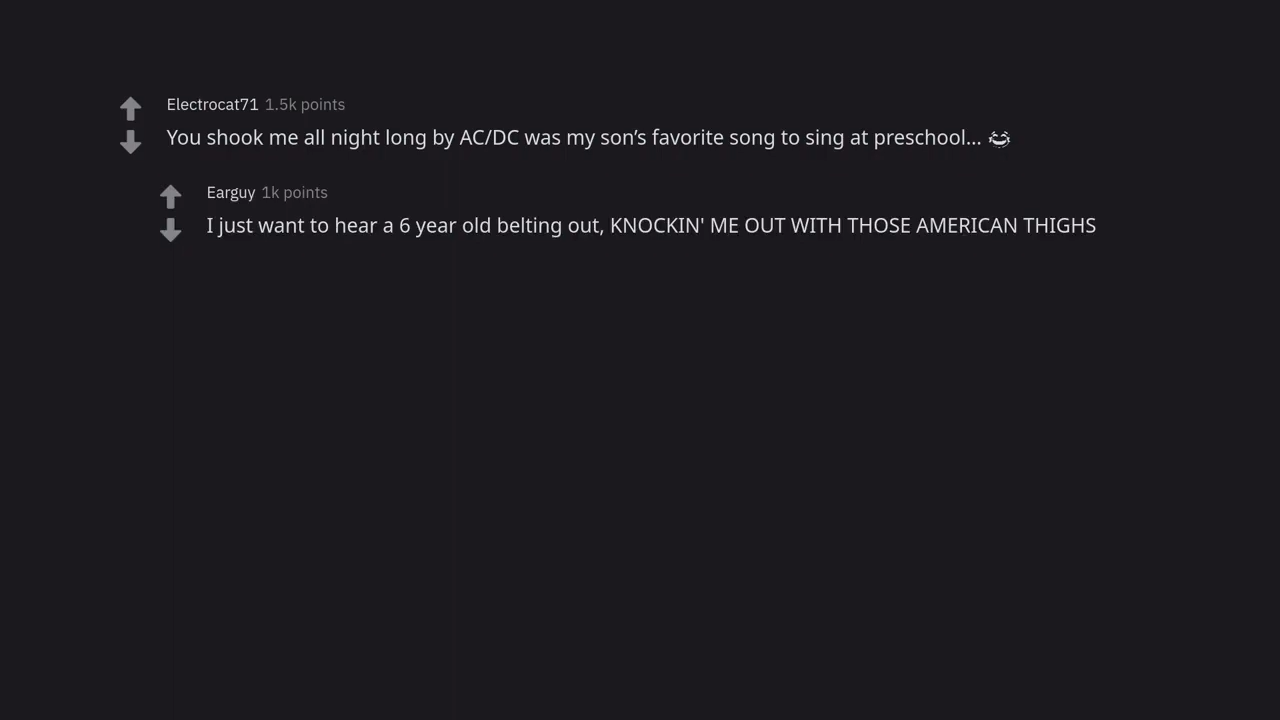 Electrocat71 1.5k points
You shook me all night long by AC/DC was my son’s favorite song to sing at preschool... 😂
Earguy 1k points
I just want to hear a 6 year old belting out, KNOCKIN' ME OUT WITH THOSE AMERICAN THIGHS